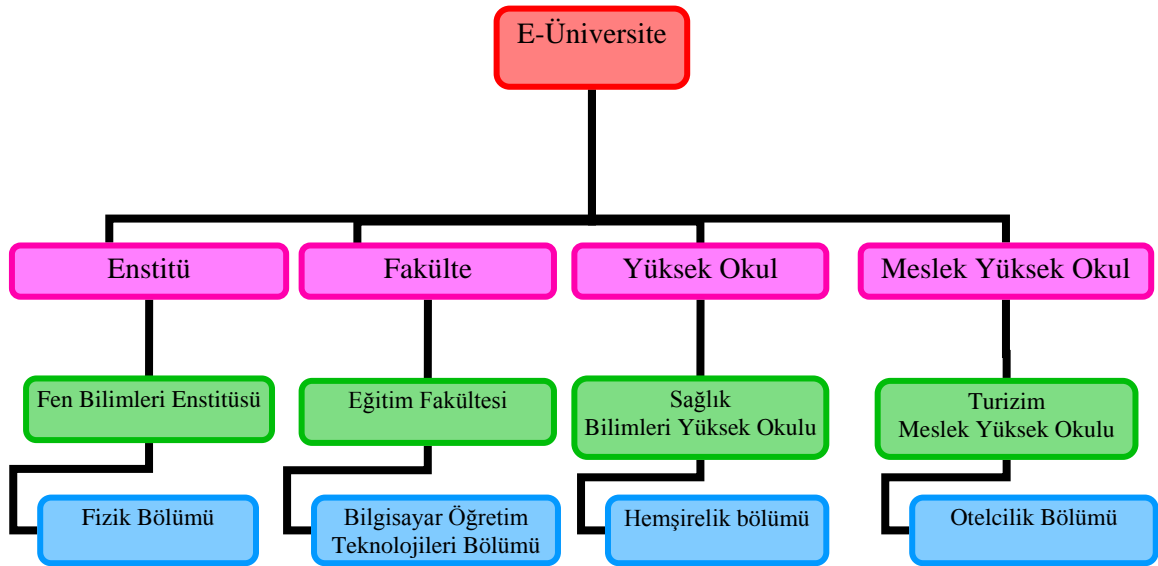 E-Üniversite
Enstitü
Fakülte
Yüksek Okul
Meslek Yüksek Okul
Fen Bilimleri Enstitüsü
Eğitim Fakültesi
Sağlık
Bilimleri Yüksek Okulu
Turizim
Meslek Yüksek Okulu
Fizik Bölümü
Bilgisayar Öğretim
Teknolojileri Bölümü
Hemşirelik bölümü
Otelcilik Bölümü